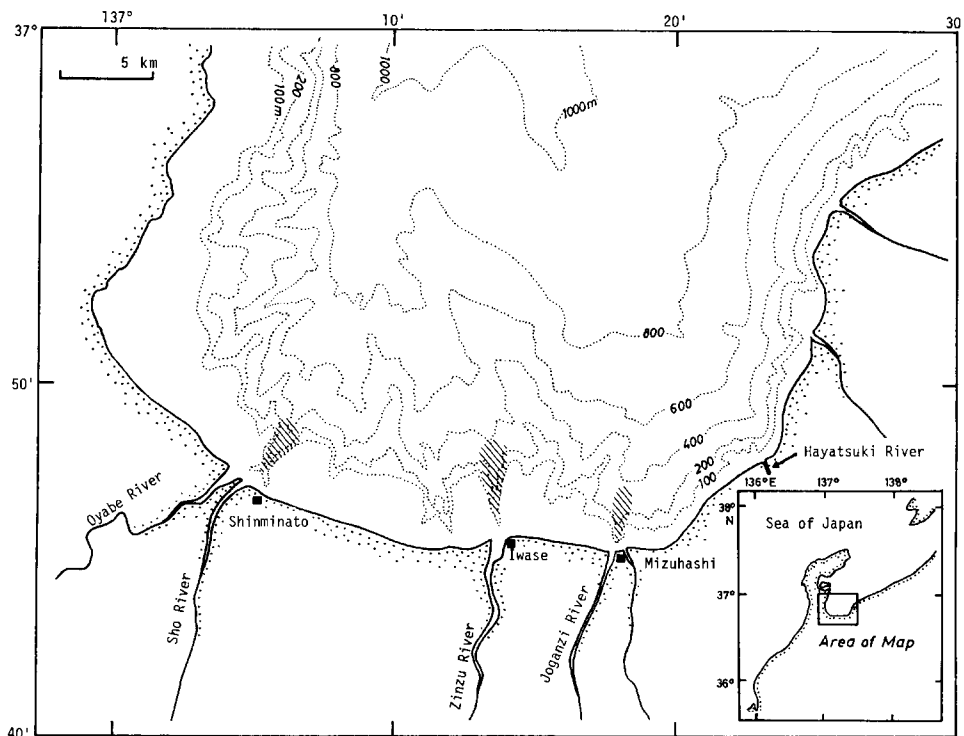 137°
10'
20'
30
37°
5 km
100m
200
800
1000
1000m
800
50'
600
400
200
100
Hayatsuki River
Oyabe River
Shinminato
Iwase
Mizuhashi
Sho River
Zinzu River
Joganzi River
40'
136°E
137°
138°
38°
N
Sea of Japan
37°
Area of Map
36°